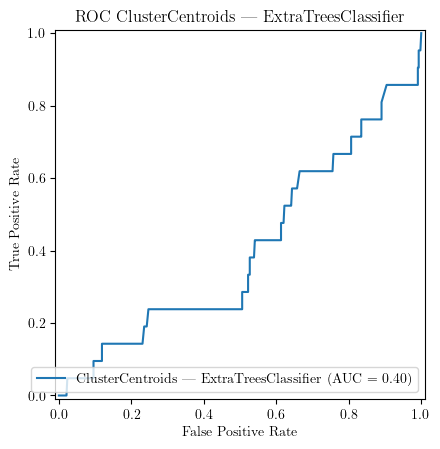 ROC ClusterCentroids — ExtraTreesClassifier
True Positive Rate
1.0
0.8
0.6
0.4
0.2
0.0
ClusterCentroids — ExtraTreesClassifier (AUC = 0.40)
0.0 0.2 0.4 0.6 0.8 1.0
False Positive Rate